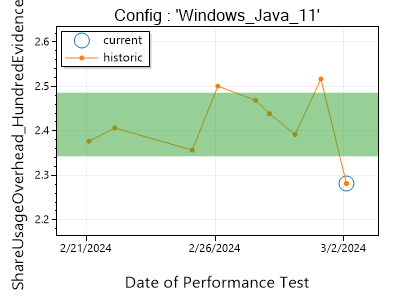 Config : 'Windows_Java_11'
ShareUsageOverhead_HundredEvidence
current
historic
2.6
2.5
2.4
2.3
2.2
2/21/2024
2/26/2024
3/2/2024
Date of Performance Test